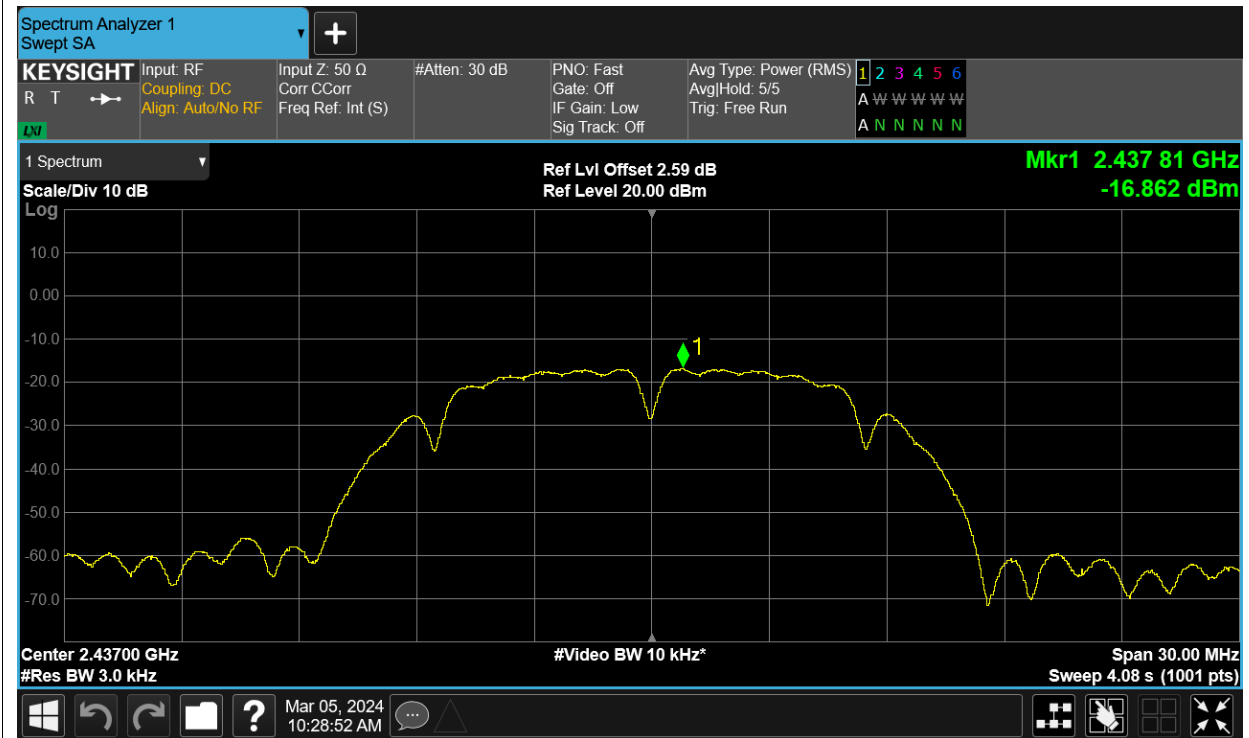 Spectrum Analyzer 1
Swept SA
KEYSIGHT
R T
LXI
Input: RF
Coupling: DC
Align: Auto/No RF
Input Z: 50 Ω
Corr CCorr
Freq Ref: Int (S)
#Atten: 30 dB
PNO: Fast
Gate: Off
IF Gain: Low
Sig Track: Off
Avg Type: Power (RMS)
Avg|Hold: 5/5
Trig: Free Run
1 2 3 4 5 6
A W W W W W
A N N N N N
1 Spectrum
Scale/Div 10 dB
Log
Ref Lvl Offset 2.59 dB
Ref Level 20.00 dBm
Mkr1 2.437 81 GHz
-16.862 dBm
10.0
0.00
-10.0
1
-20.0
-30.0
-40.0
-50.0
-60.0
-70.0
Center 2.43700 GHz
#Res BW 3.0 kHz
#Video BW 10 kHz*
Span 30.00 MHz
Sweep 4.08 s (1001 pts)
?
Mar 05, 2024
10:28:52 AM